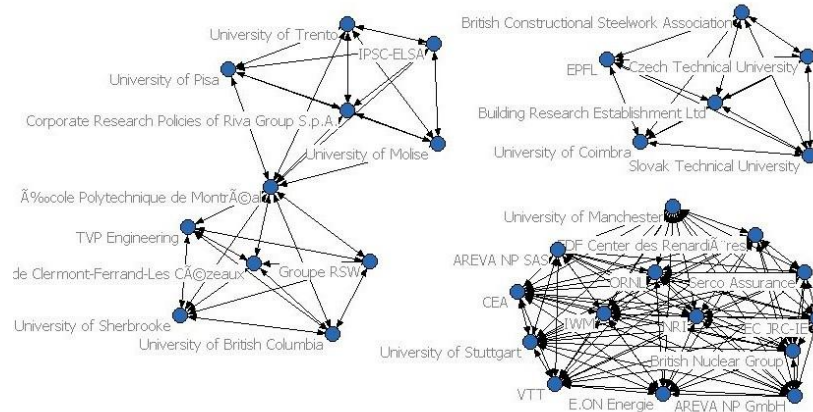 University of Trento
IPSC-ELSA
University of Pisa
Corporate Research Policies of Riva Group S.p.A.
University of Molise
Ã‰cole Polytechnique de MontrÃ©al
TVP Engineering
de Clermont-Ferrand-Les CÃ©zeaux
Groupe RSW
University of Sherbrooke
University of British Columbia
British Constructional Steelwork Association
EPFL
Czech Technical University
Building Research Establishment Ltd
University of Coimbra
Slovak Technical University
University of Manchester
EDF Center des RenardiÃ¨res
AREVA NP SAS
ORNL
Serco Assurance
CEA
IWM
NRI
EC JRC-IE
University of Stuttgart
British Nuclear Group
VTT
E.ON Energie
AREVA NP GmbH